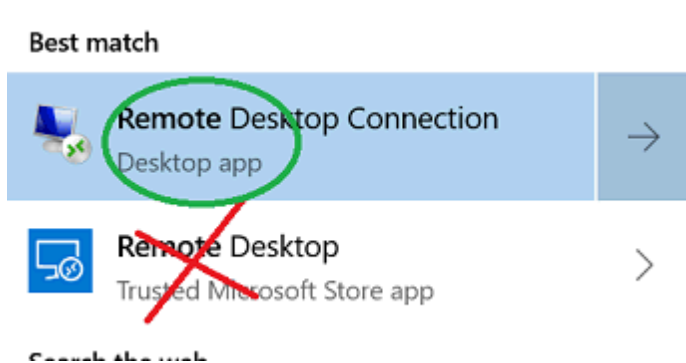 Best match
Remote Desktop Connection
Desktop app
Remote Desktop
Trusted Microsoft Store app
Search the web